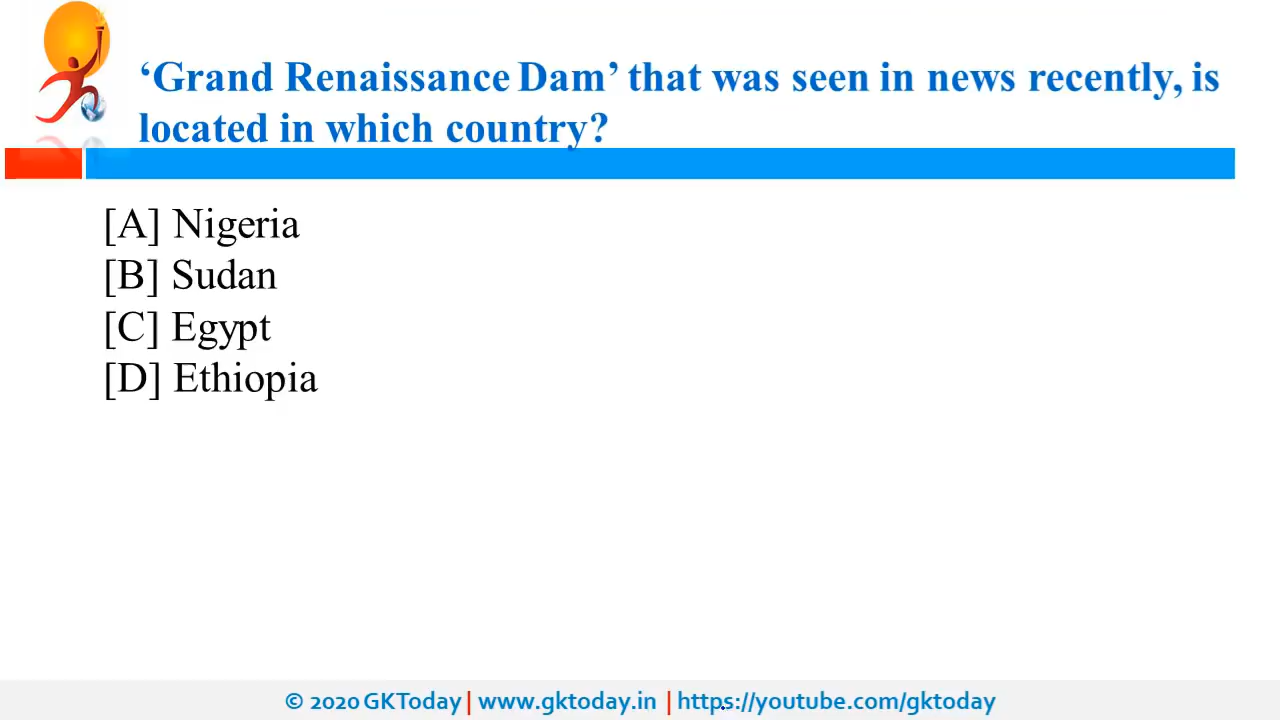 ‘Grand Renaissance Dam’ that was seen in news recently, is
located in which country?
[A] Nigeria
[B] Sudan
[C] Egypt
[D] Ethiopia
© 2020 GKToday | www.gktoday.in | https://youtube.com/gktoday